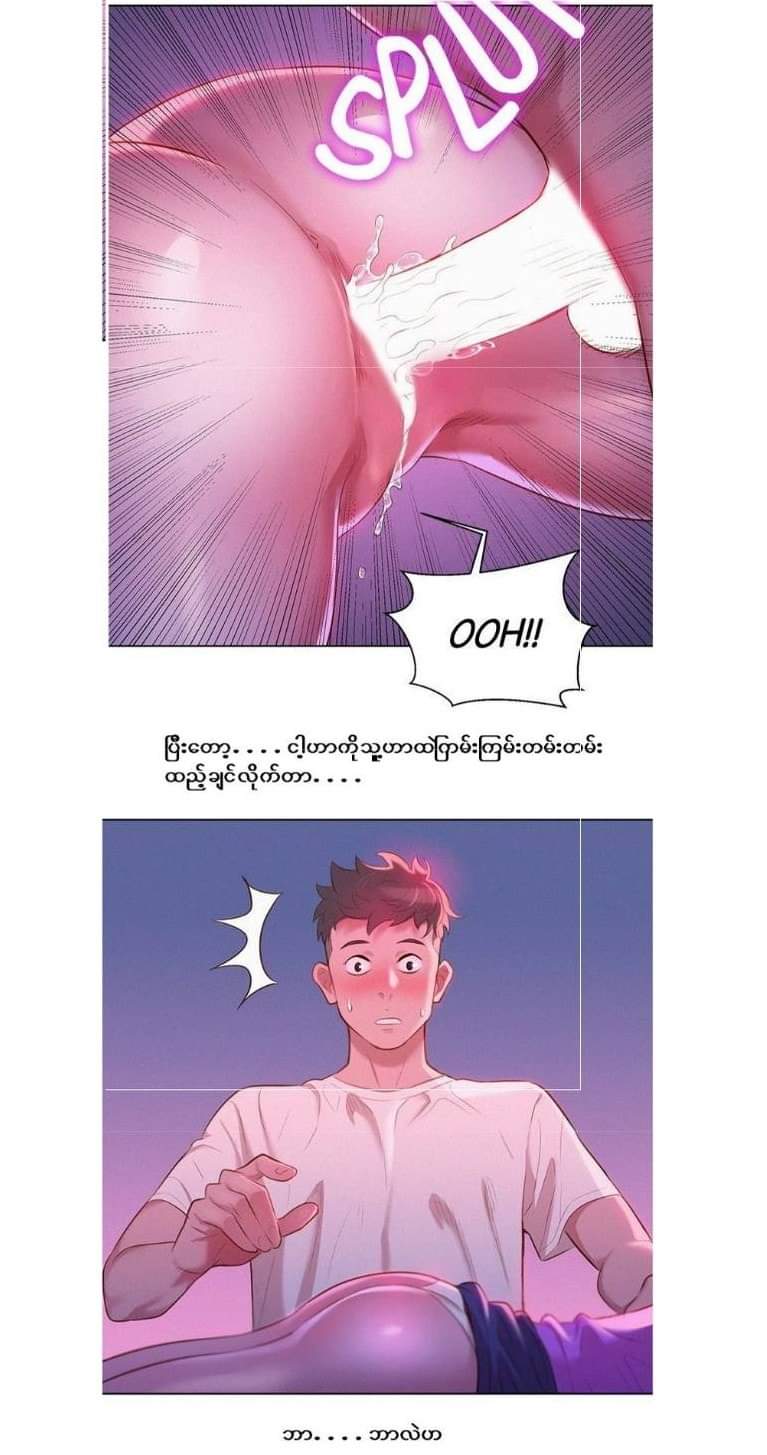 SPLUT
OOH!!
ပြီးတော့. . . . ငါ့ဟာကိုသူ့ဟာထဲကြမ်းကြမ်းတမ်းတမ်း
ထည့်ချင်လိုက်တာ. . . .
ဘာ. . . . ဘာလဲဟ